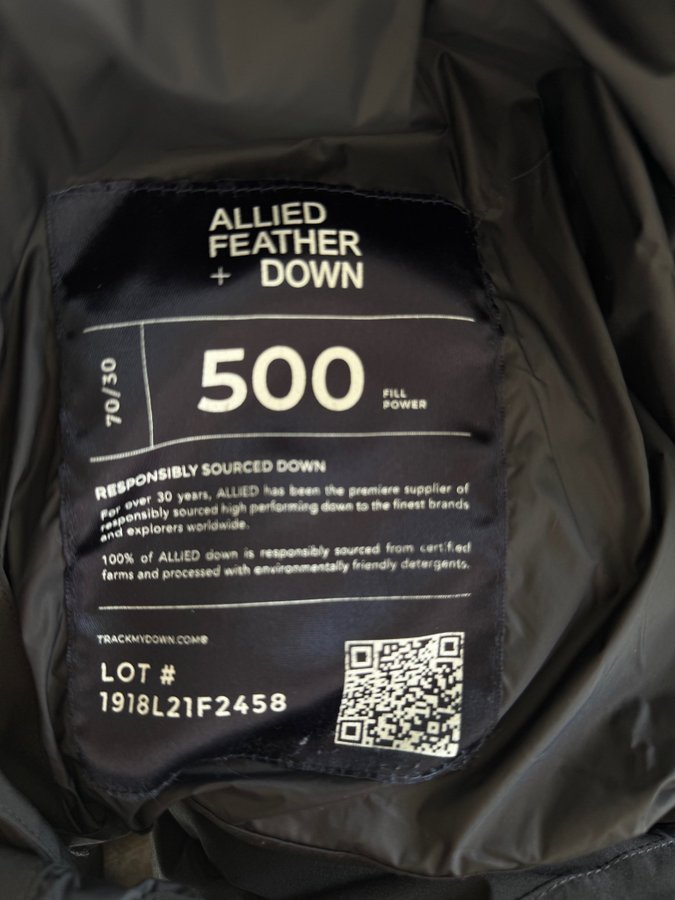 ALLIED
FEATHER
+ DOWN
70/30
500
FILL
POWER
RESPONSIBLY SOURCED DOWN
For over 30 years, ALLIED has been the premiere supplier of
responsibly sourced high performing down to the finest brands
and explorers worldwide.
100% of ALLIED down is responsibly sourced from certified
farms and processed with environmentally friendly detergents.
TRACKMYDOWN.COM®
LOT #
1918L21F2458